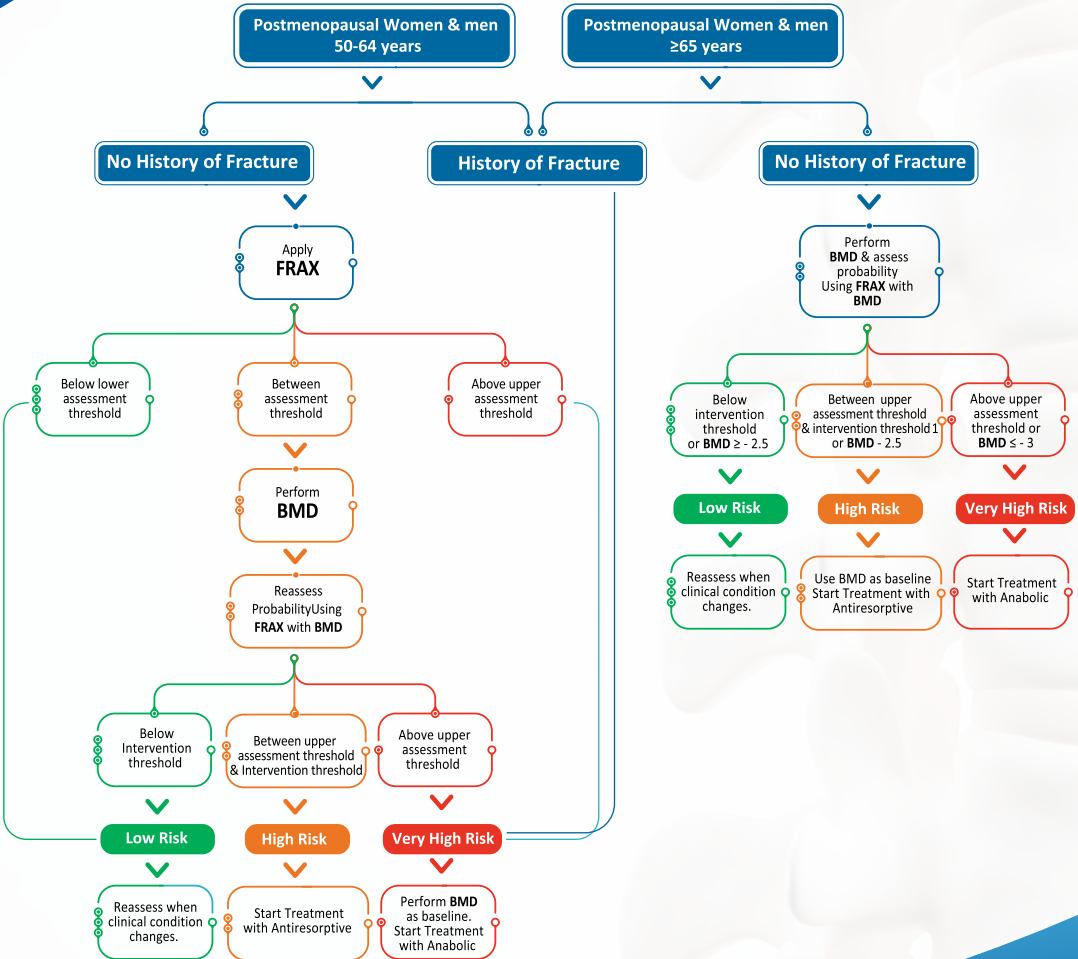 Postmenopausal Women & men
50-64 years
Postmenopausal Women & men
≥65 years
No History of Fracture
History of Fracture
No History of Fracture
Apply
FRAX
Perform
BMD & assess
probability
Using FRAX with
BMD
Below lower
assessment
threshold
Between
assessment
threshold
Above upper
assessment
threshold
Below
intervention
threshold
or BMD ≥ - 2.5
Between upper
assessment threshold
& intervention threshold 1
or BMD - 2.5
Above upper
assessment
threshold or
BMD ≤ - 3
Perform
BMD
Low Risk
High Risk
Very High Risk
Reassess
ProbabilityUsing
FRAX with BMD
Reassess when
clinical condition
changes.
Use BMD as baseline
Start Treatment with
Antiresorptive
Start Treatment
with Anabolic
Below
Intervention
threshold
Between upper
assessment threshold
& Intervention threshold
Above upper
assessment
threshold
Low Risk
High Risk
Very High Risk
Reassess when
clinical condition
changes.
Start Treatment
with Antiresorptive
Perform BMD
as baseline.
Start Treatment
with Anabolic